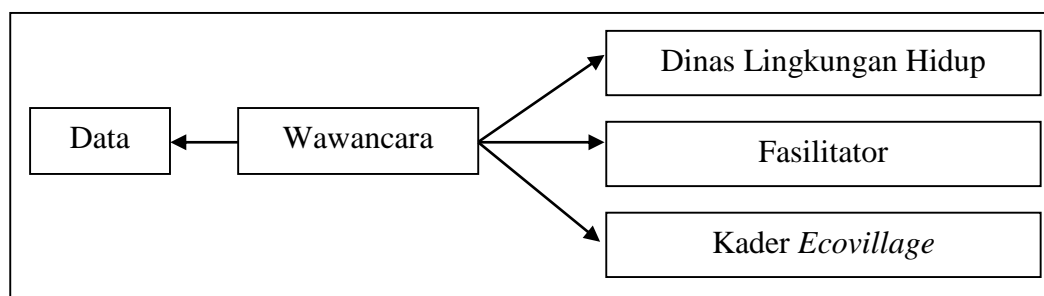 Data
Wawancara
Dinas Lingkungan Hidup
Fasilitator
Kader Ecovillage